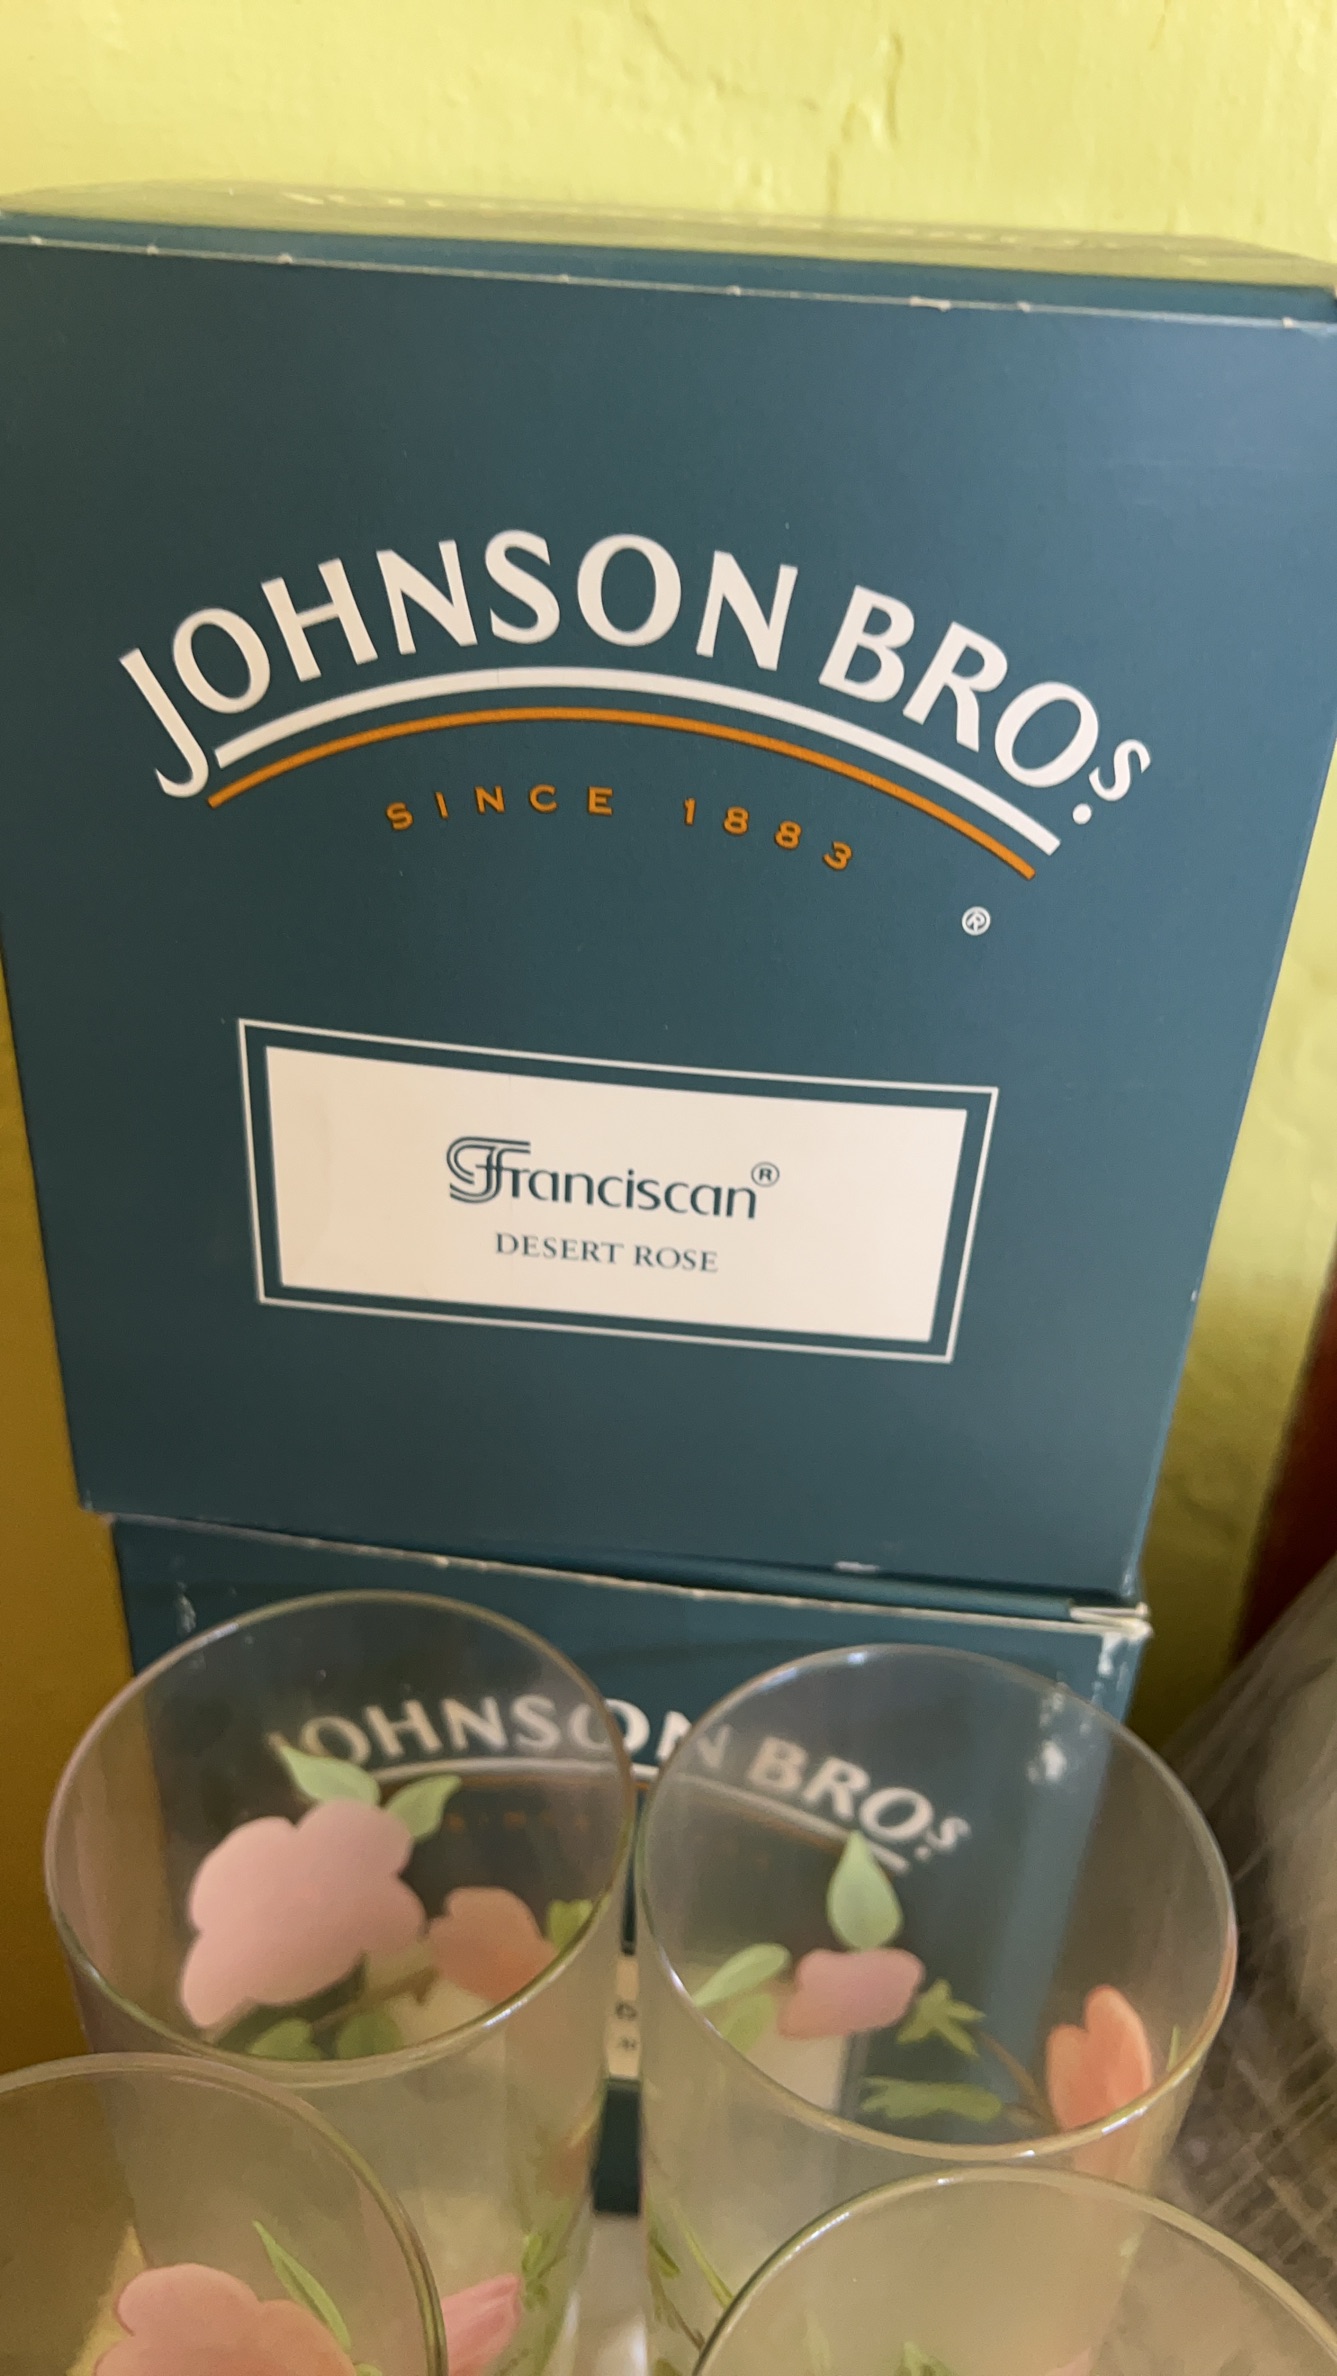 JOHNSON BROS.
SINCE 1883
®
Franciscan®
DESERT ROSE
JOHNSON BROS.